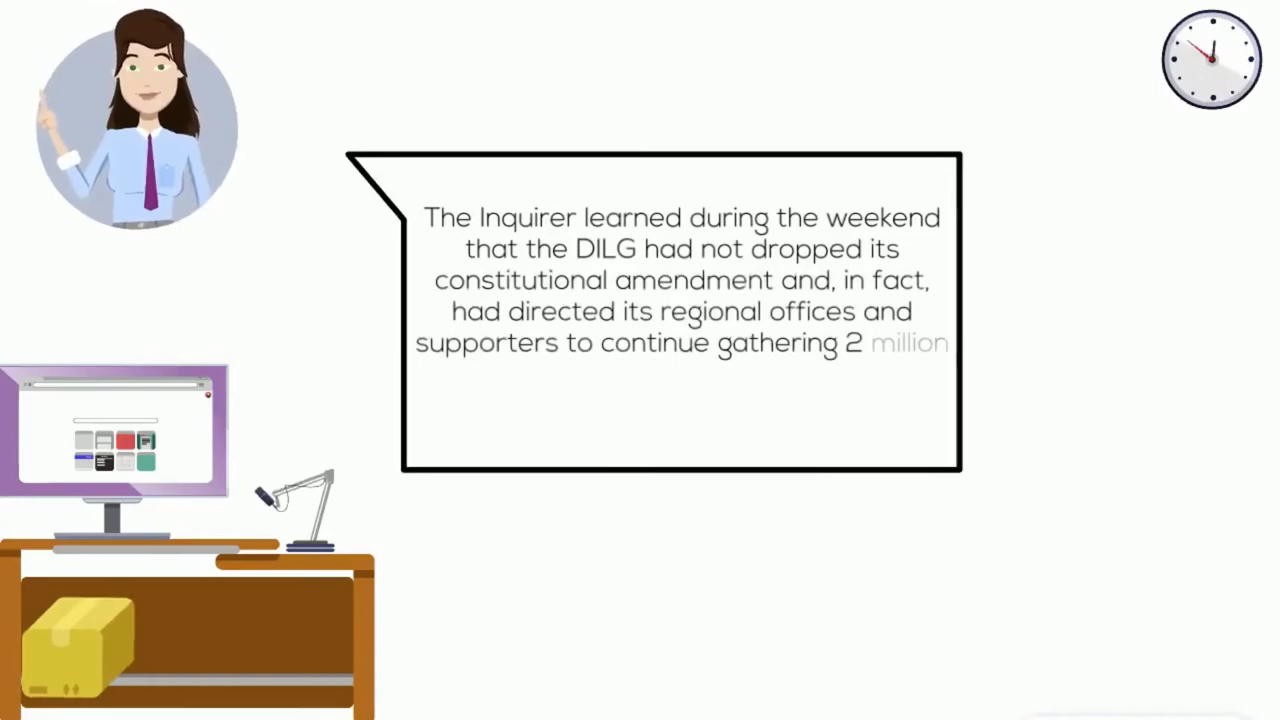 The Inquirer learned during the weekend
that the DILG had not dropped its
constitutional amendment and, in fact,
had directed its regional offices and
supporters to continue gathering 2 million